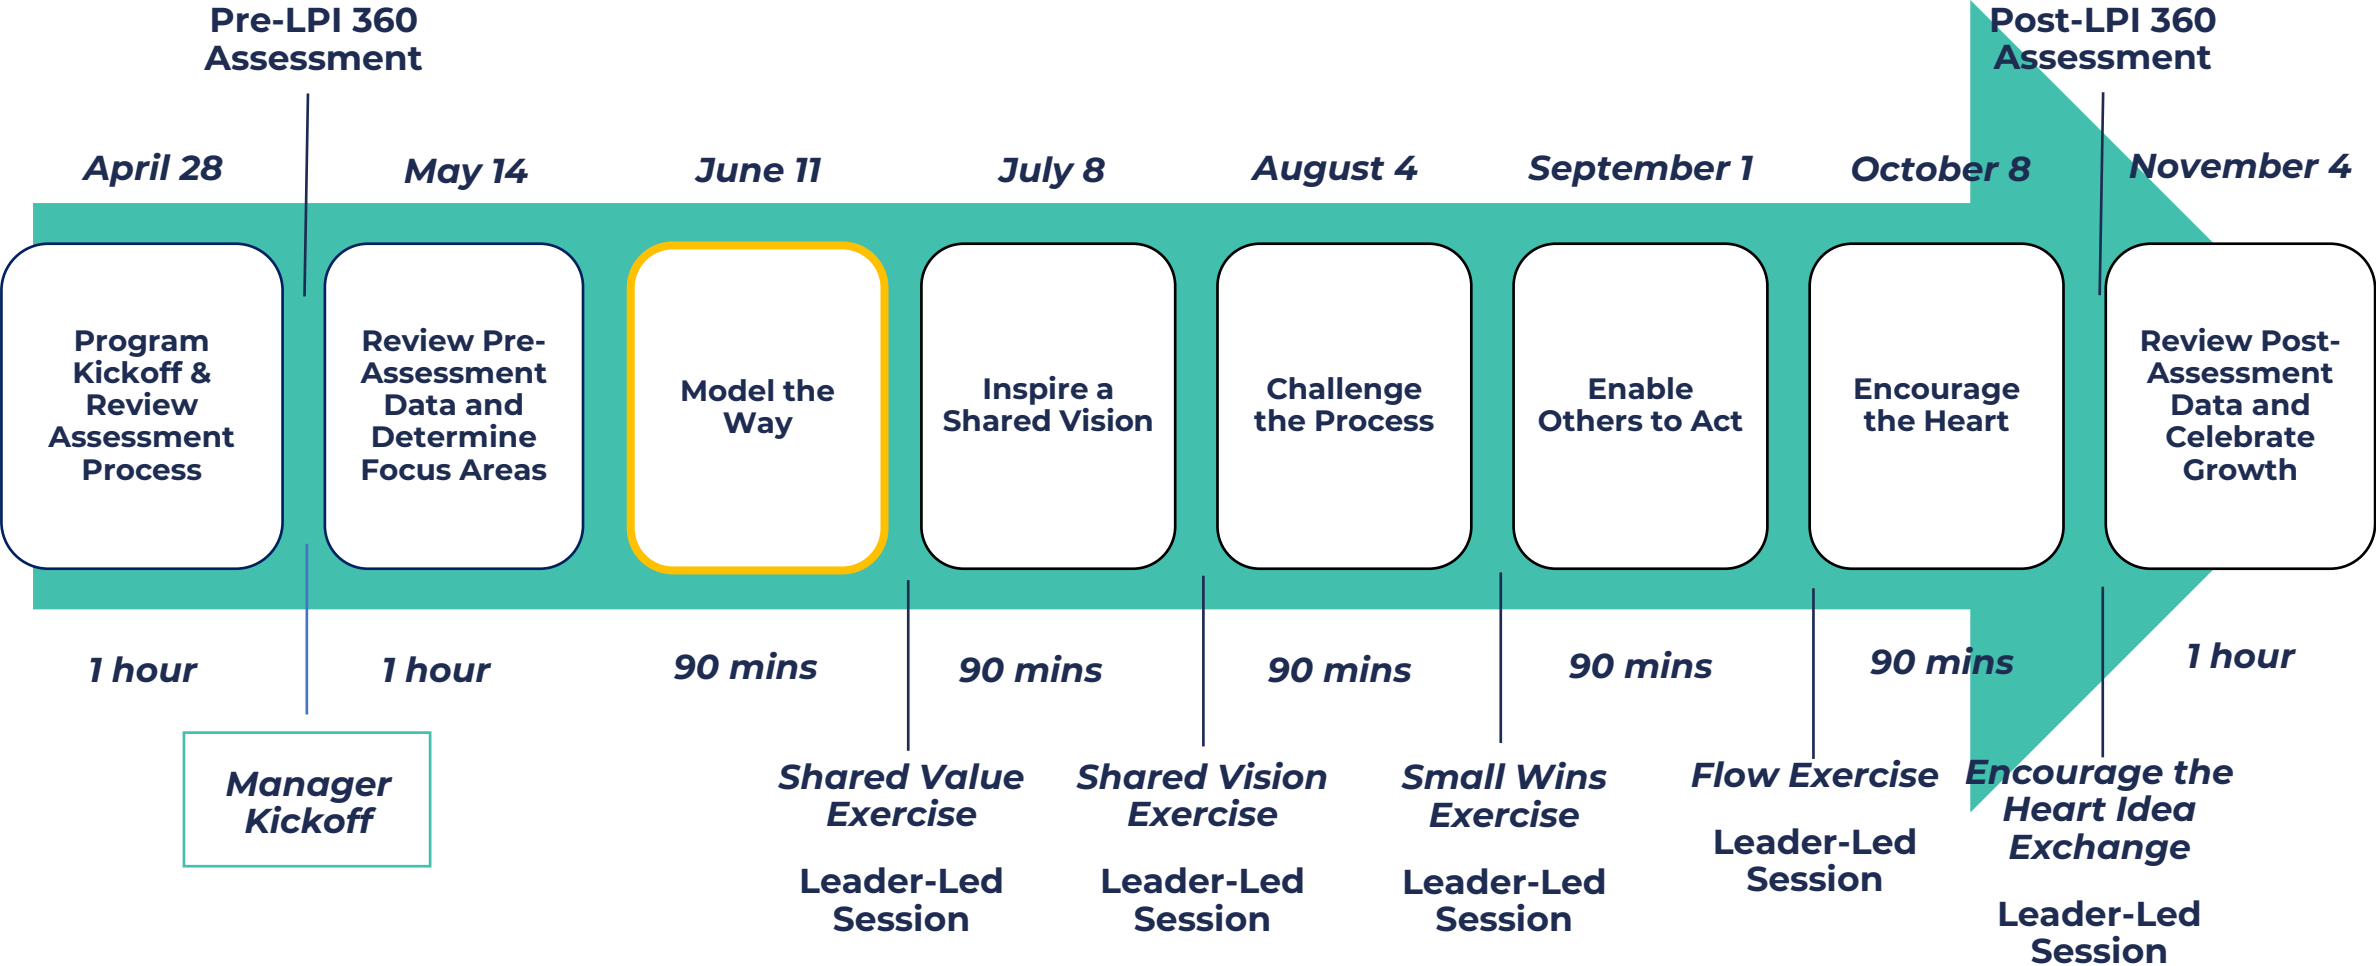 Pre-LPI 360
Assessment
Post-LPI 360
Assessment
April 28
May 14
June 11
July 8
August 4
September 1
October 8
November 4
Program
Kickoff &
Review
Assessment
Process
Review Pre-
Assessment
Data and
Determine
Focus Areas
Model the
Way
Inspire a
Shared Vision
Challenge
the Process
Enable
Others to Act
Encourage
the Heart
Review Post-
Assessment
Data and
Celebrate
Growth
1 hour
1 hour
90 mins
90 mins
90 mins
90 mins
90 mins
1 hour
Manager
Kickoff
Shared Value
Exercise
Leader-Led
Session
Shared Vision
Exercise
Leader-Led
Session
Small Wins
Exercise
Leader-Led
Session
Flow Exercise
Leader-Led
Session
Encourage the
Heart Idea
Exchange
Leader-Led
Session